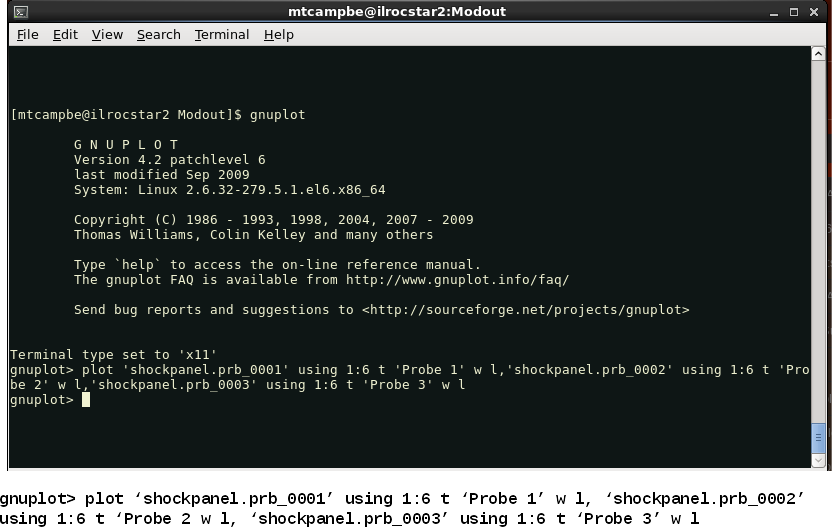 mtcampbe@ilrocstar2:Modout
File Edit View Search Terminal Help
[mtcampbe@ilrocstar2 Modout]$ gnuplot
G N U P L O T
Version 4.2 patchlevel 6
last modified Sep 2009
System: Linux 2.6.32-279.5.1.el6.x86_64
Copyright (C) 1986 - 1993, 1998, 2004, 2007 - 2009
Thomas Williams, Colin Kelley and many others
Type `help` to access the on-line reference manual.
The gnuplot FAQ is available from http://www.gnuplot.info/faq/
Send bug reports and suggestions to <http://sourceforge.net/projects/gnuplot>
Terminal type set to 'x11'
gnuplot> plot 'shockpanel.prb_0001' using 1:6 t 'Probe 1' w l,'shockpanel.prb_0002' using 1:6 t 'Pro
be 2' w l,'shockpanel.prb_0003' using 1:6 t 'Probe 3' w l
gnuplot>
gnuplot> plot ‘shockpanel.prb_0001’ using 1:6 t ‘Probe 1’ w l, ‘shockpanel.prb_0002’
using 1:6 t ‘Probe 2 w l, ‘shockpanel.prb_0003’ using 1:6 t ‘Probe 3’ w l